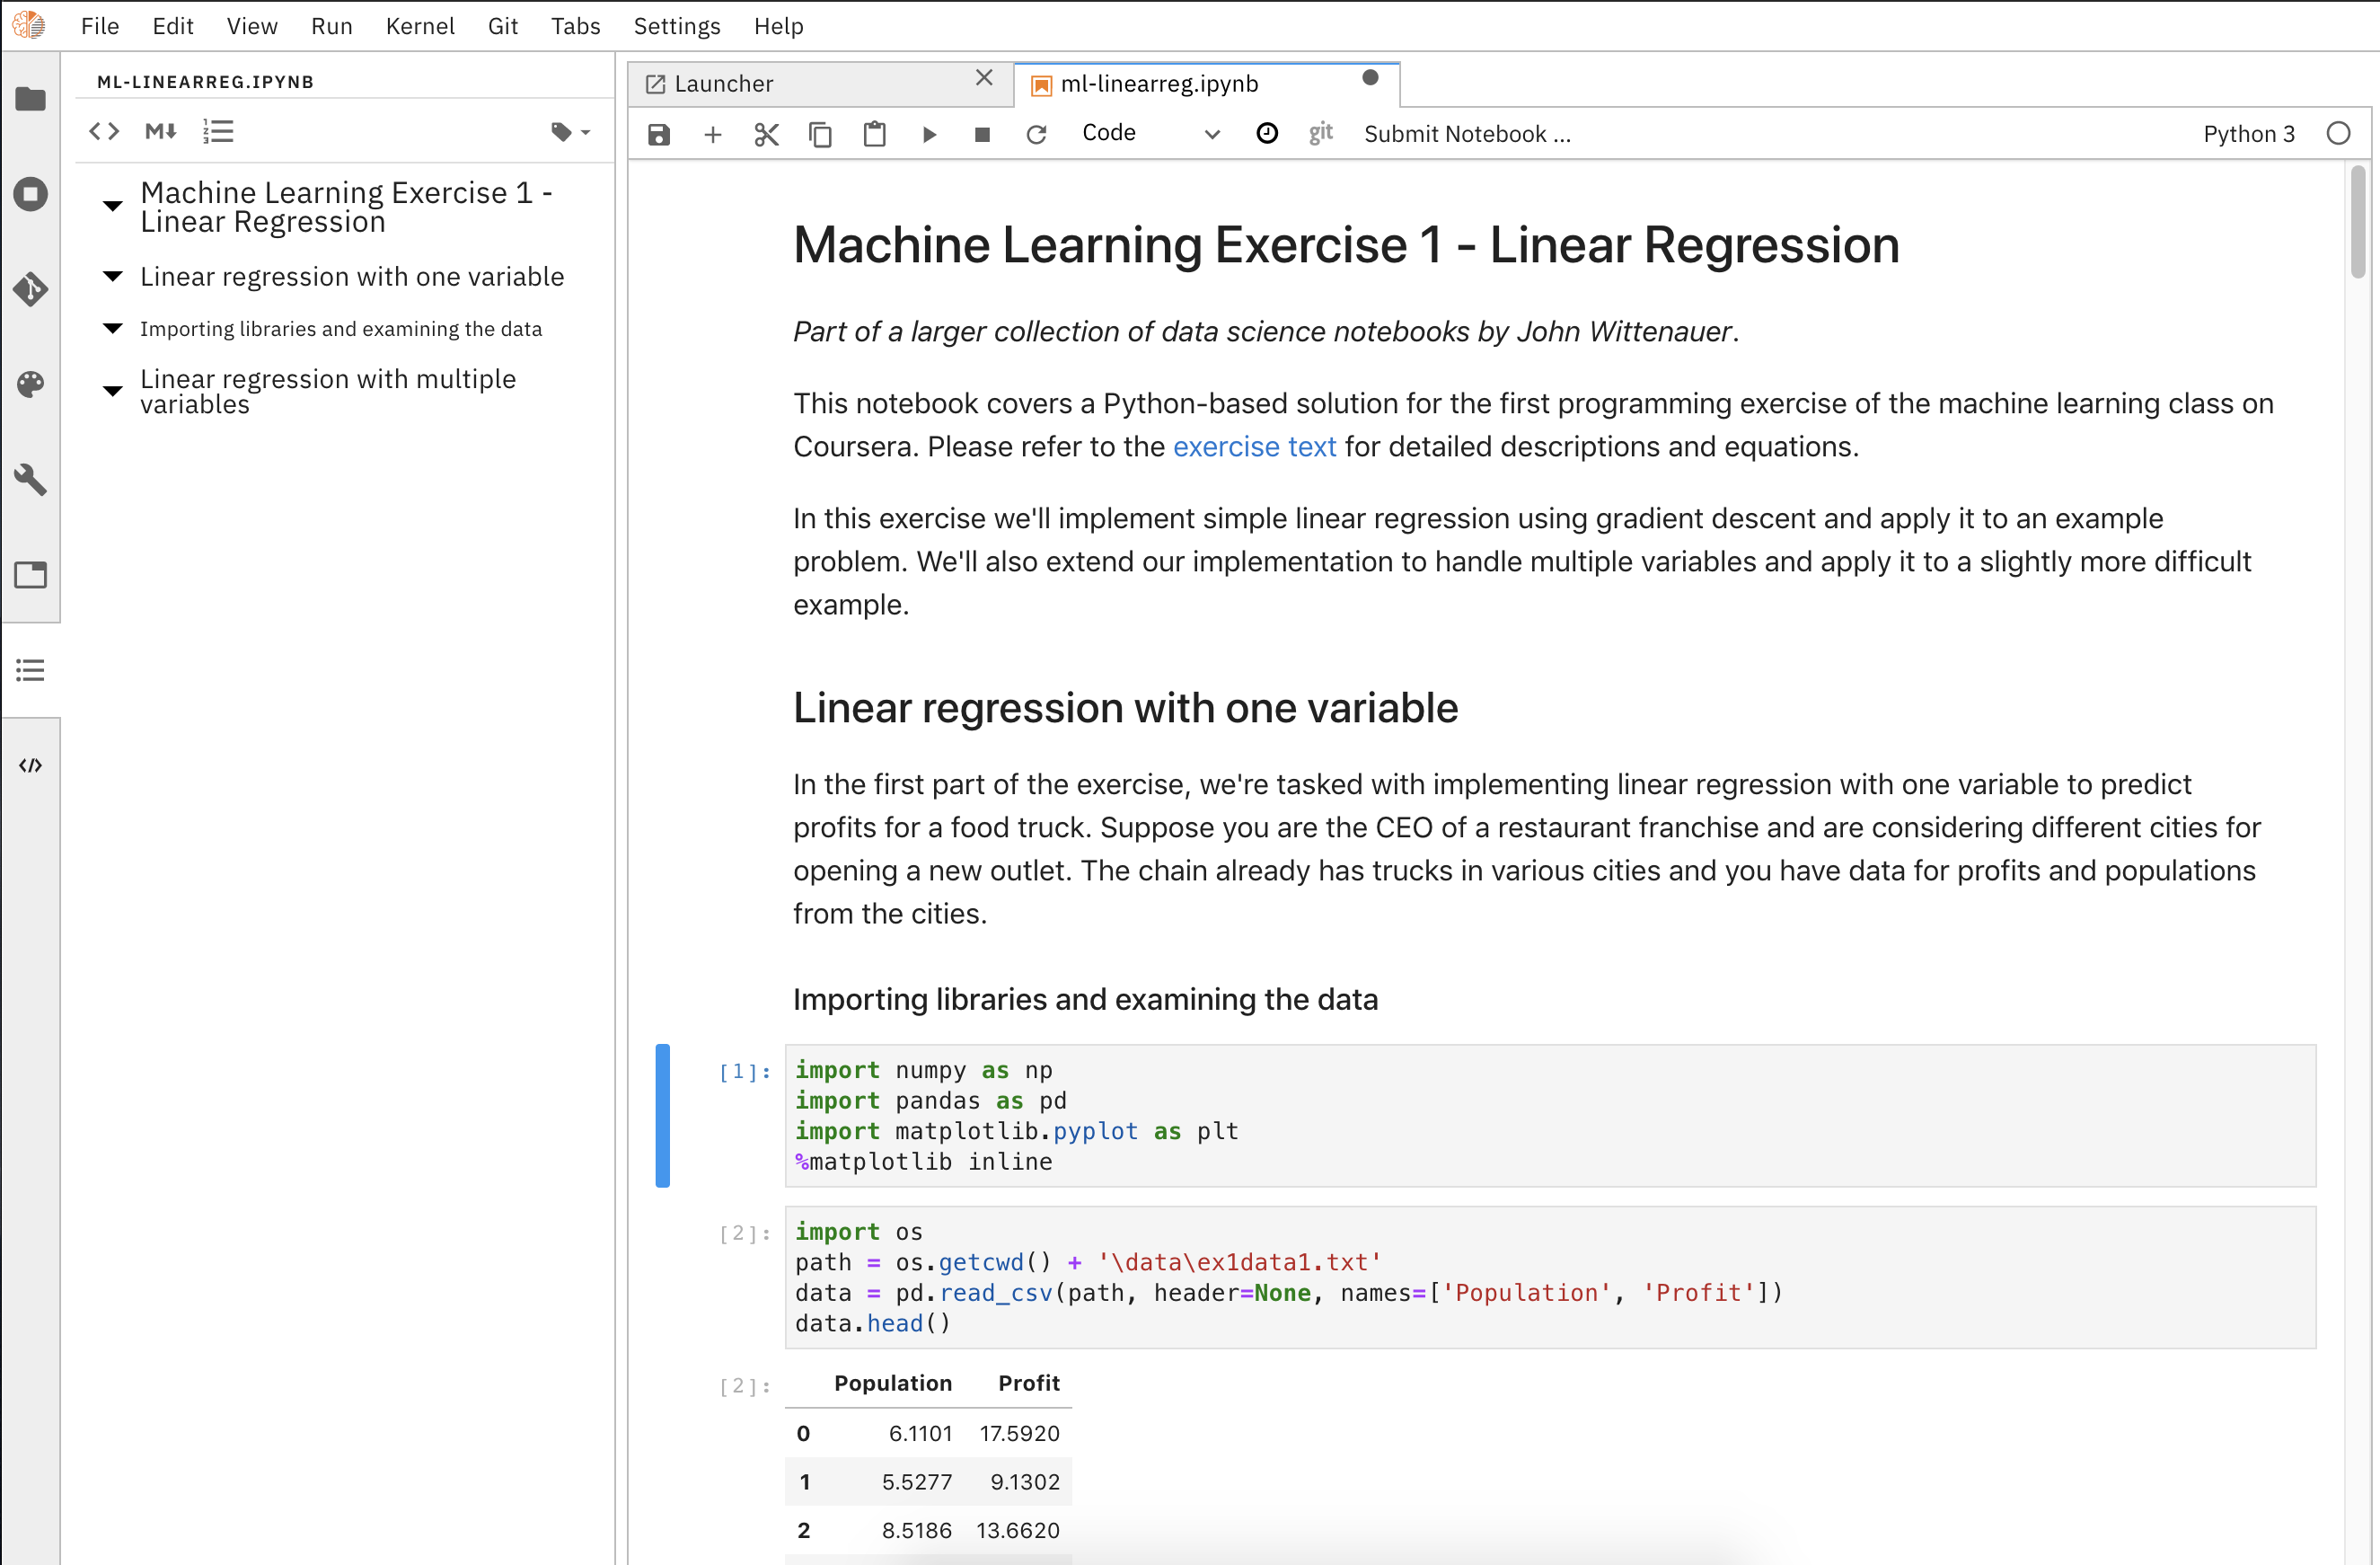 File Edit View Run Kernel Git Tabs Settings Help
ML-LINEARREG.IPYNB
M
Machine Learning Exercise 1 -
Linear Regression
Linear regression with one variable
Importing libraries and examining the data
Linear regression with multiple
variables
Launcher
ml-linearreg.ipynb
Code
git
Submit Notebook ...
Python 3
Machine Learning Exercise 1 - Linear Regression
Part of a larger collection of data science notebooks by John Wittenauer.
This notebook covers a Python-based solution for the first programming exercise of the machine learning class on
Coursera. Please refer to the exercise text for detailed descriptions and equations.
In this exercise we'll implement simple linear regression using gradient descent and apply it to an example
problem. We'll also extend our implementation to handle multiple variables and apply it to a slightly more difficult
example.
Linear regression with one variable
In the first part of the exercise, we're tasked with implementing linear regression with one variable to predict
profits for a food truck. Suppose you are the CEO of a restaurant franchise and are considering different cities for
opening a new outlet. The chain already has trucks in various cities and you have data for profits and populations
from the cities.
Importing libraries and examining the data
[1]: import numpy as np
import pandas as pd
import matplotlib.pyplot as plt
%matplotlib inline
[2]: import os
path = os.getcwd() + '\data\ex1data1.txt'
data = pd.read_csv(path, header=None, names=['Population', 'Profit'])
data.head()
[2]: Population Profit
0 6.1101 17.5920
1 5.5277 9.1302
2 8.5186 13.6620